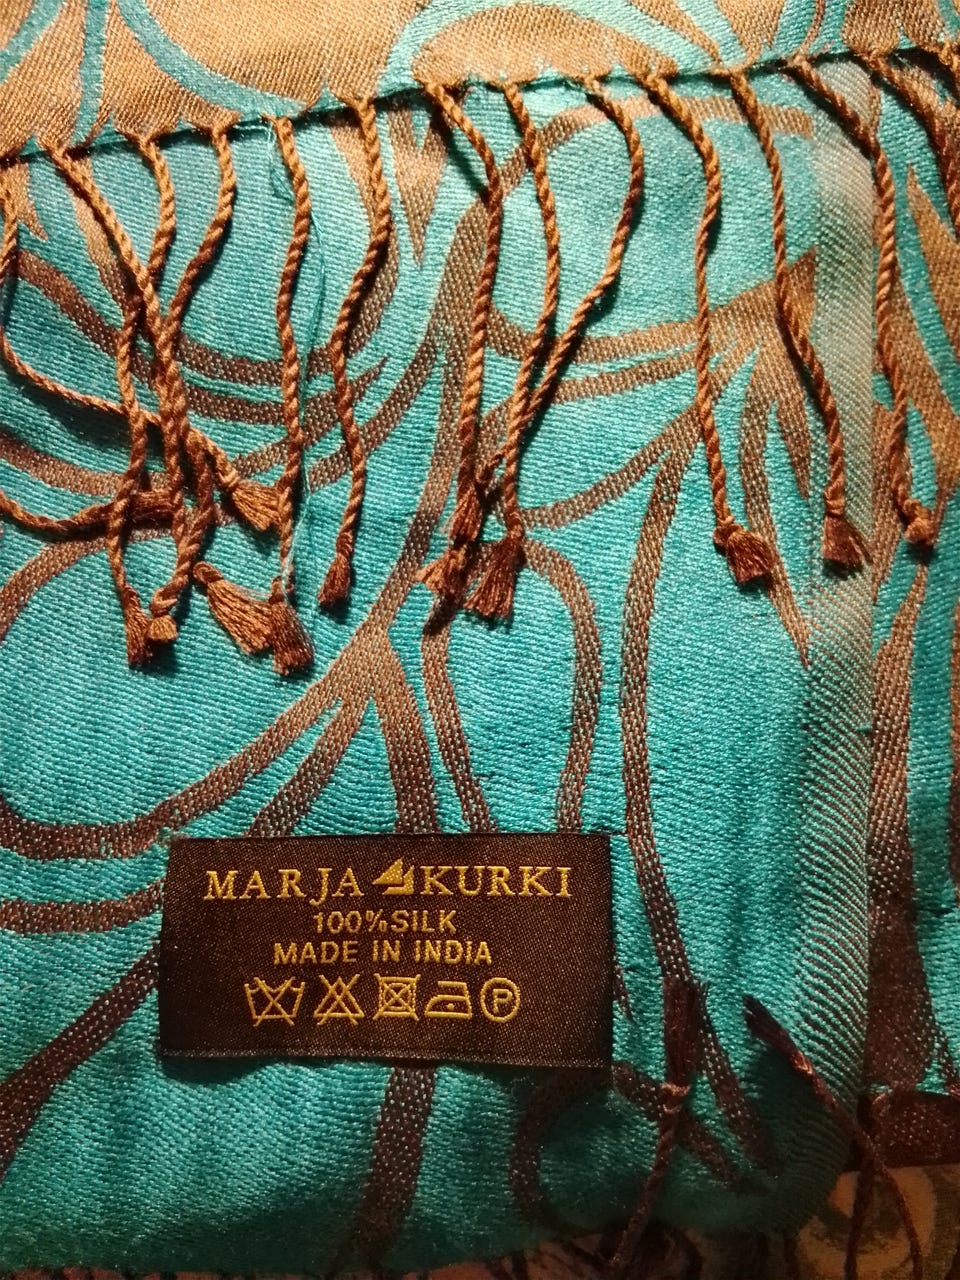 MARJA KURKI
100%SILK
MADE IN INDIA
P